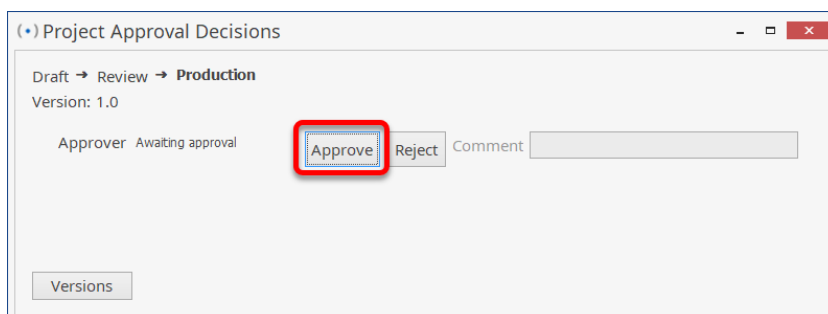 Project Approval Decisions
Draft → Review → Production
Version: 1.0
Approver Awaiting approval Approve Reject Comment
Versions